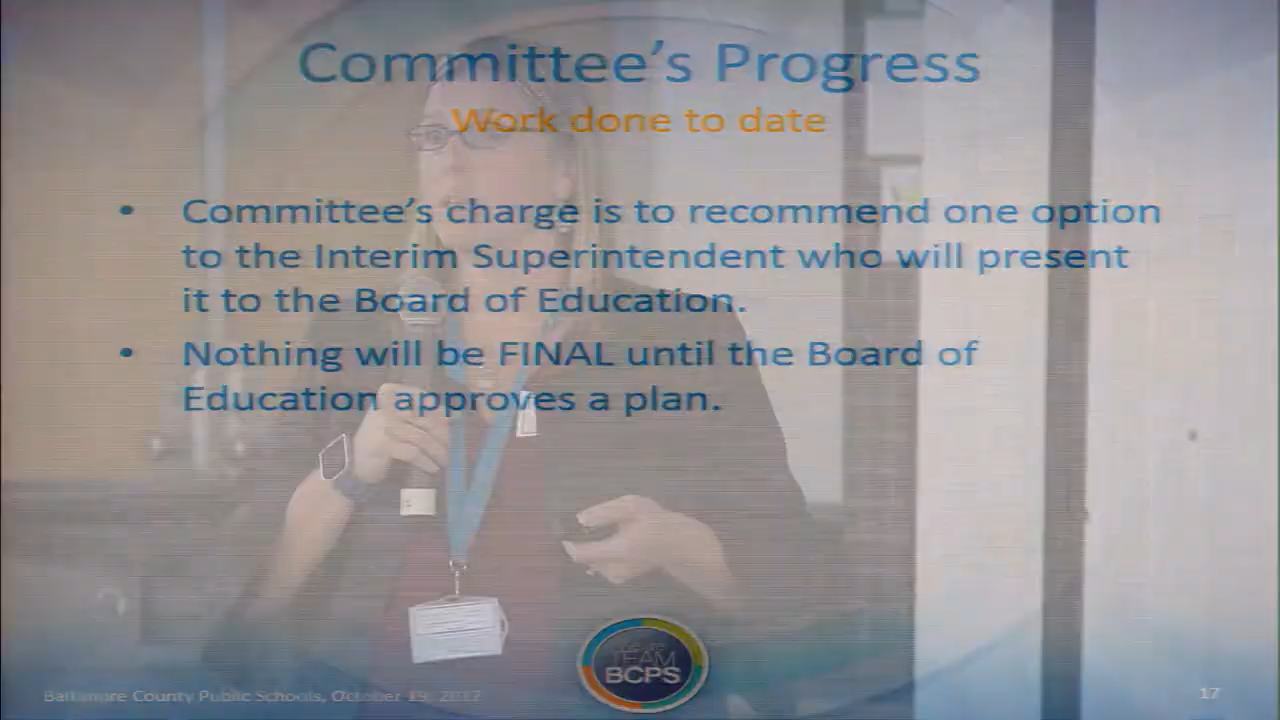 Committee's Progress
Work done to date
• Committee's charge is to recommend one option
to the Interim Superintendent who will present
it to the Board of Education.
• Nothing will be FINAL until the Board of
Education approves a plan.
TEAM
BCPS
Baltimore County Public Schools, October 19, 2017
17